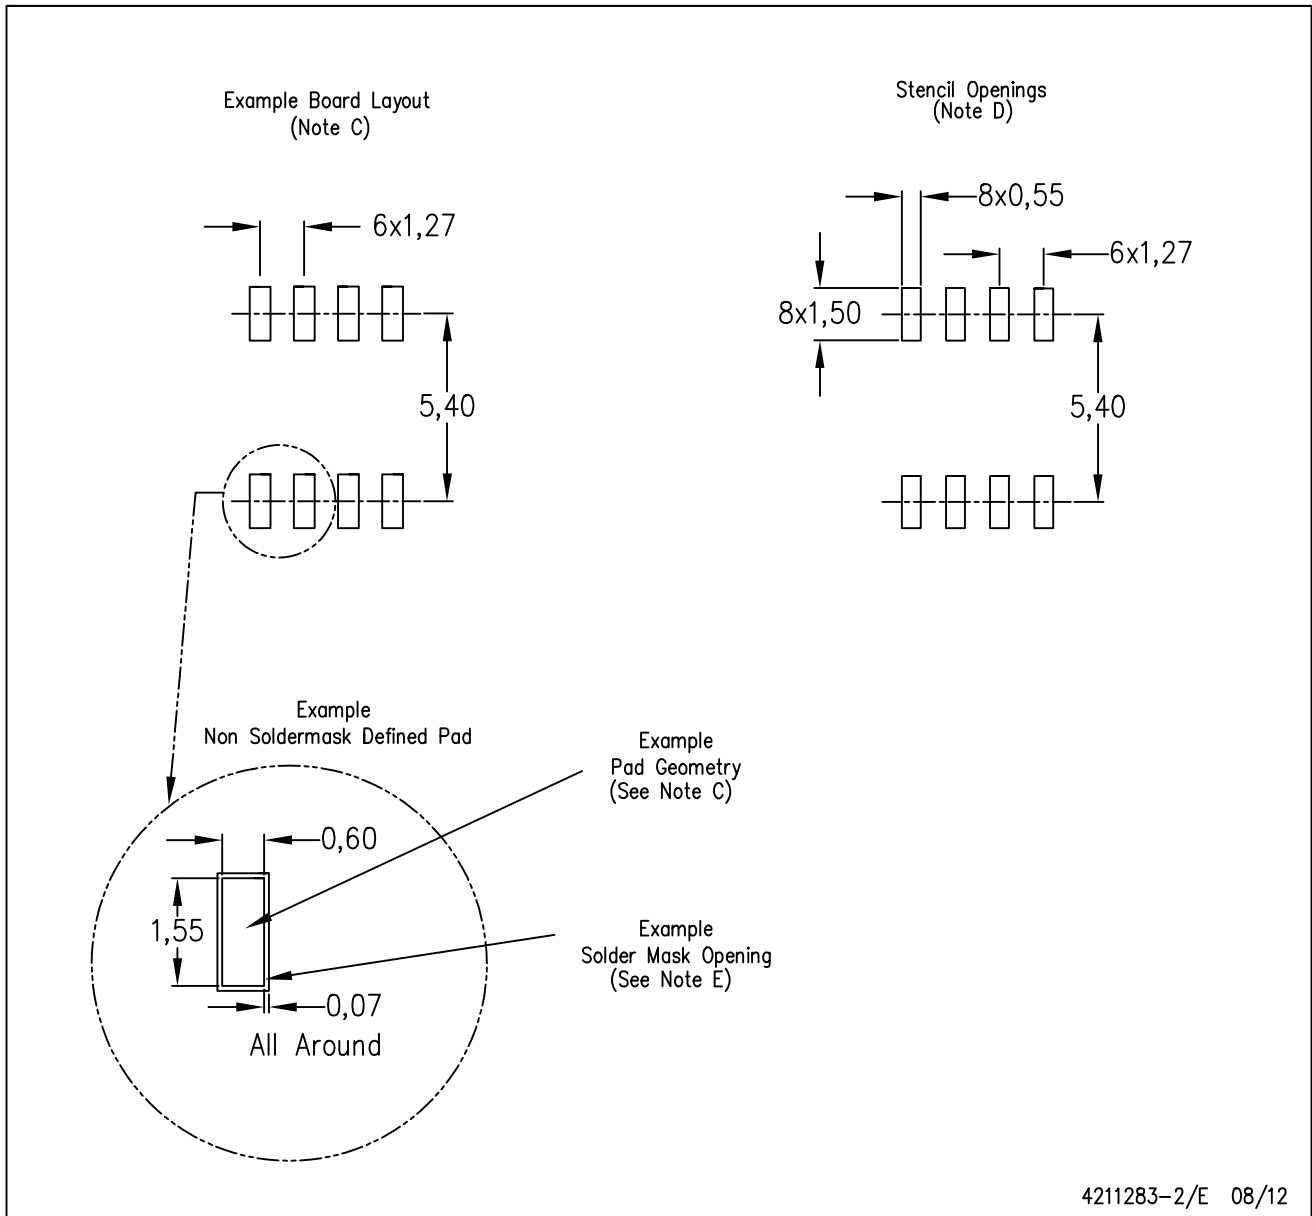 Example Board Layout
(Note C)
6x1,27
5,40
Stencil Openings
(Note D)
8x0,55
6x1,27
8x1,50
5,40
Example
Non Soldermask Defined Pad
0,60
1,55
0,07
All Around
Example
Pad Geometry
(See Note C)
Example
Solder Mask Opening
(See Note E)
4211283-2/E 08/12